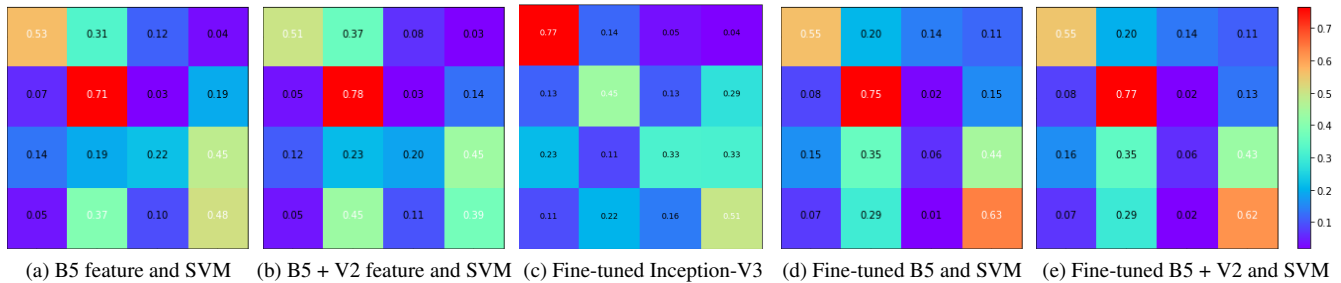 0.53 0.31 0.12 0.04 0.51 0.37 0.08 0.03 0.77 0.14 0.05 0.04 0.55 0.20 0.14 0.11 0.55 0.20 0.14 0.11 0.7
0.6
0.07 0.71 0.03 0.19 0.05 0.78 0.03 0.14 0.13 0.45 0.13 0.29 0.08 0.75 0.02 0.15 0.08 0.77 0.02 0.13 0.5
0.4
0.14 0.19 0.22 0.45 0.12 0.23 0.20 0.45 0.23 0.11 0.33 0.33 0.15 0.35 0.06 0.44 0.16 0.35 0.06 0.43 0.3
0.2
0.05 0.37 0.10 0.48 0.05 0.45 0.11 0.39 0.11 0.22 0.16 0.51 0.07 0.29 0.01 0.63 0.07 0.29 0.02 0.62 0.1
(a) B5 feature and SVM (b) B5 + V2 feature and SVM (c) Fine-tuned Inception-V3 (d) Fine-tuned B5 and SVM (e) Fine-tuned B5 + V2 and SVM